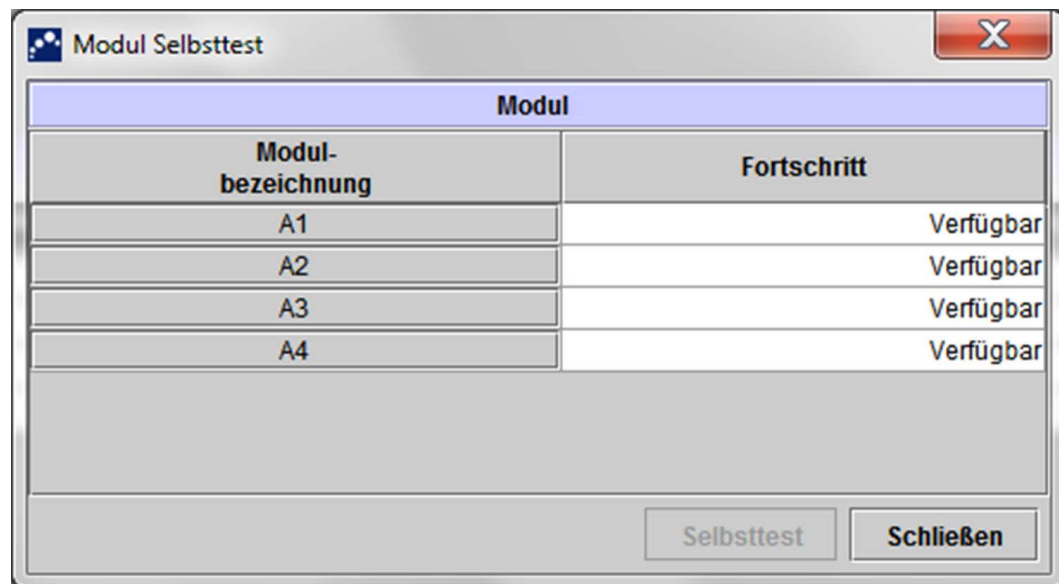 Modul Selbsttest
Modul
Modul-
bezeichnung
Fortschritt
A1
Verfügbar
A2
Verfügbar
A3
Verfügbar
A4
Verfügbar
Selbsttest
Schließen